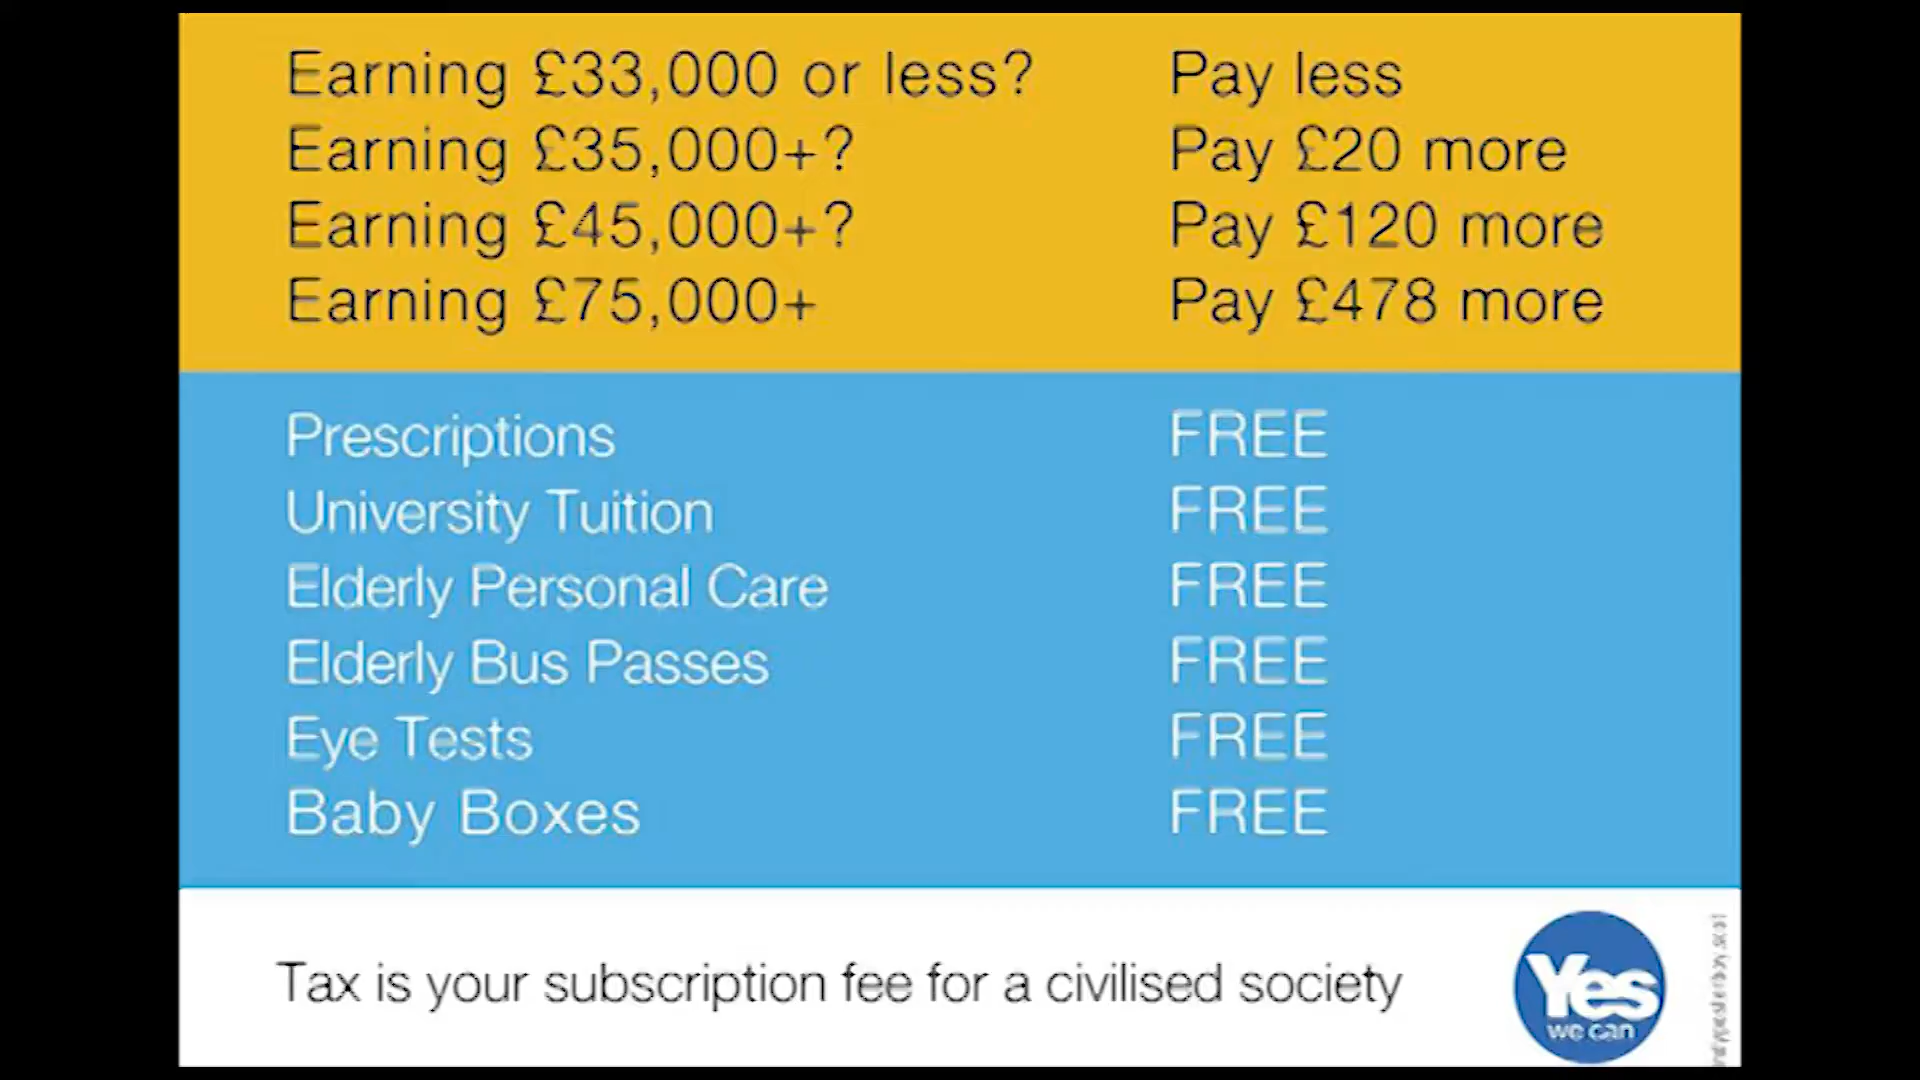 Earning £33,000 or less? Pay less
Earning £35,000+? Pay £20 more
Earning £45,000+? Pay £120 more
Earning £75,000+ Pay £478 more
Prescriptions FREE
University Tuition FREE
Elderly Personal Care FREE
Elderly Bus Passes FREE
Eye Tests FREE
Baby Boxes FREE
Tax is your subscription fee for a civilised society
Yes
we can